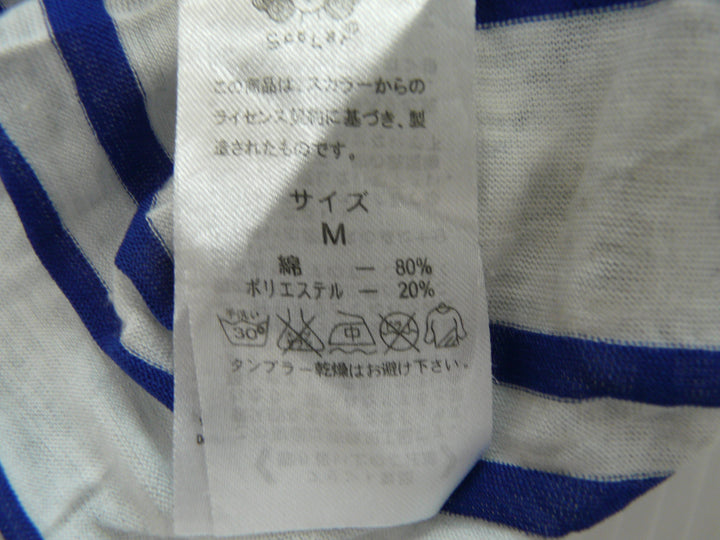 ScoLar
この商品は、スカラーからの
ライセンス契約に基づき、製
造されたものです。
サイズ
M
綿 — 80%
ポリエステル — 20%
手洗い
30
中
タンブラー乾燥はお避け下さい。